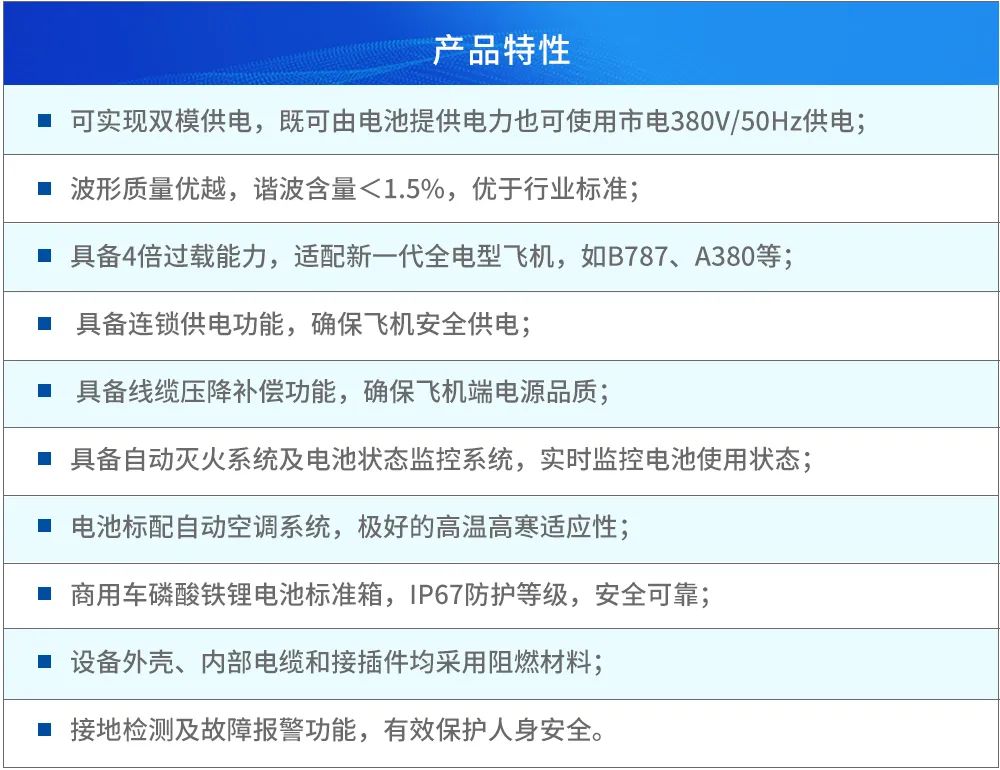 产品特性
可实现双模供电，既可由电池提供电力也可使用市电380V/50Hz供电；
波形质量优越，谐波含量＜1.5%，优于行业标准；
具备4倍过载能力，适配新一代全电型飞机，如B787、A380等；
具备连锁供电功能，确保飞机安全供电；
具备线缆压降补偿功能，确保飞机端电源品质；
具备自动灭火系统及电池状态监控系统，实时监控电池使用状态；
电池标配自动空调系统，极好的高温高寒适应性；
商用车磷酸铁锂电池标准箱，IP67防护等级，安全可靠；
设备外壳、内部电缆和接插件均采用阻燃材料；
接地检测及故障报警功能，有效保护人身安全。